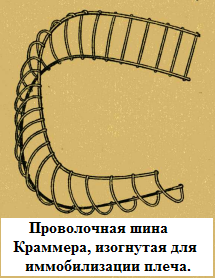 Проволочная шина
Краммера, изогнутая для
иммобилизации плеча.